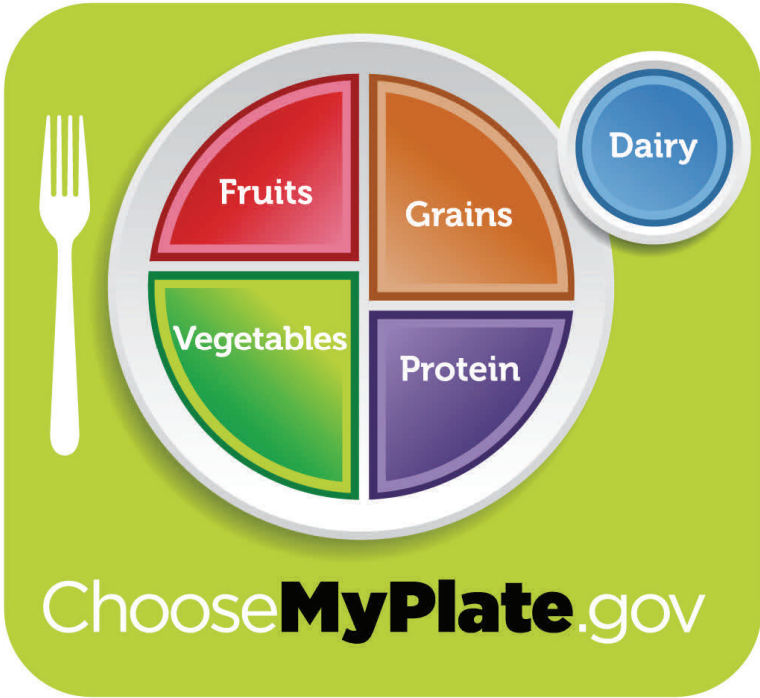 Dairy
Fruits
Grains
Vegetables
Protein
ChooseMyPlate.gov